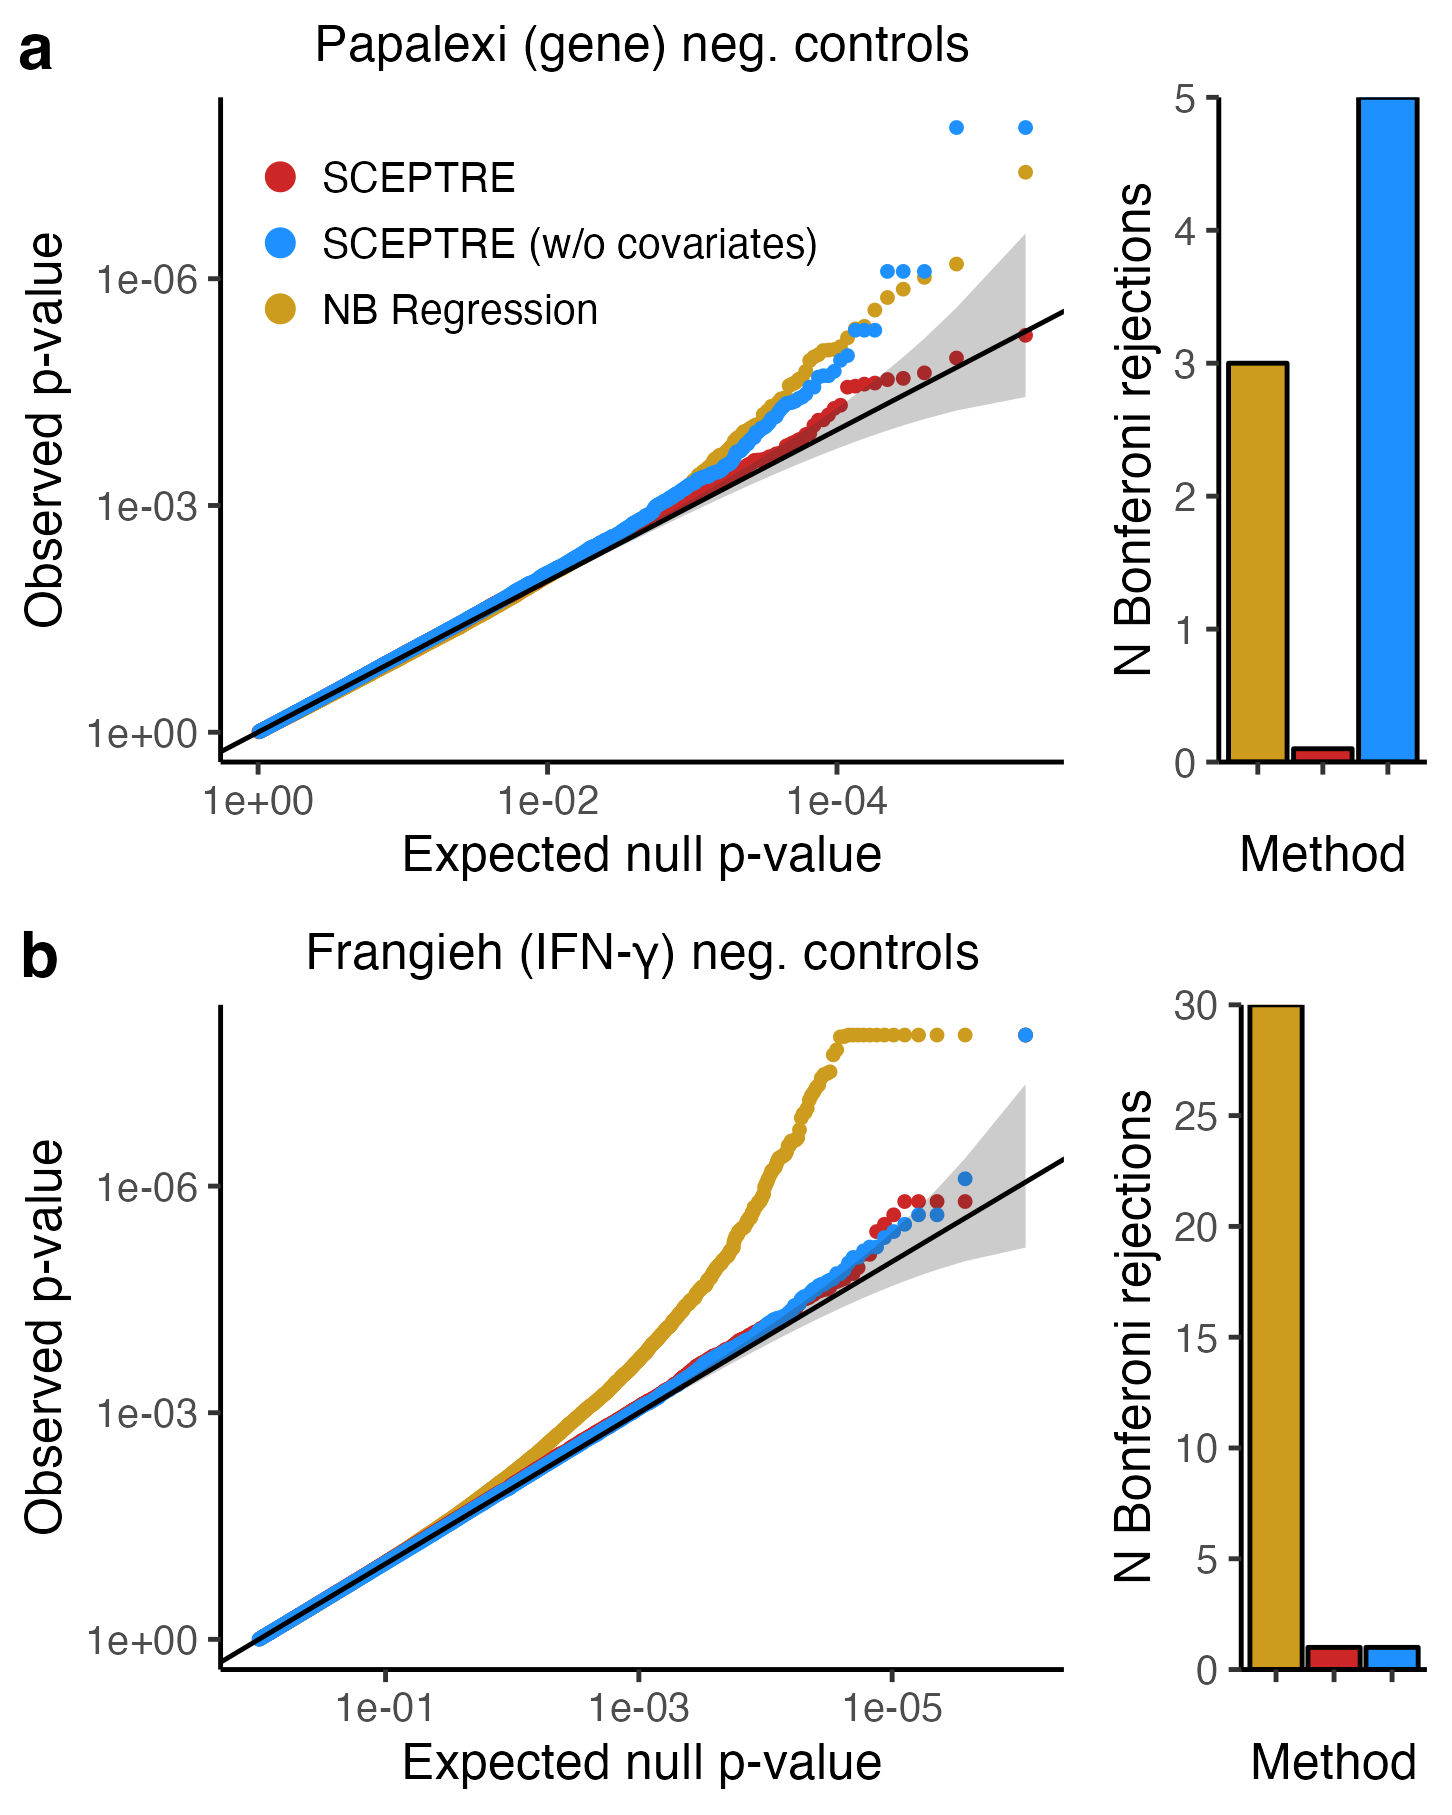 a
Papalexi (gene) neg. controls
SCEPTRE
SCEPTRE (w/o covariates)
NB Regression
Observed p-value
1e-06
1e-03
1e+00
1e+00
1e-02
1e-04
Expected null p-value
N Bonferoni rejections
5
4
3
2
1
0
Method
b
Frangieh (IFN-γ) neg. controls
Observed p-value
1e-06
1e-03
1e+00
1e-01
1e-03
1e-05
Expected null p-value
N Bonferoni rejections
30
25
20
15
10
5
0
Method